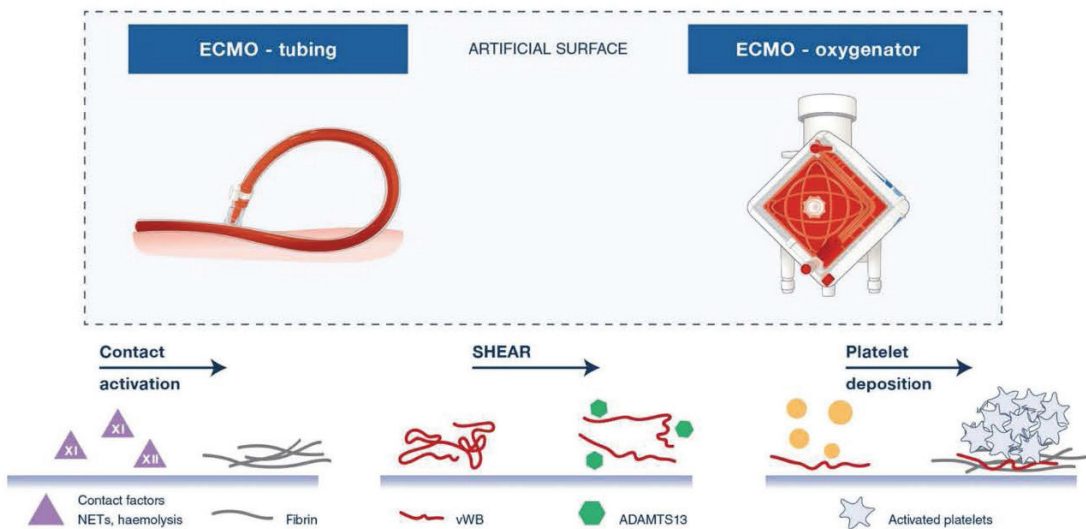 ECMO - tubing
ARTIFICIAL SURFACE
ECMO - oxygenator
Contact
activation
SHEAR
Platelet
deposition
XI
XI
XII
Contact factors
NETs, haemolysis
Fibrin
vWB
ADAMTS13
Activated platelets